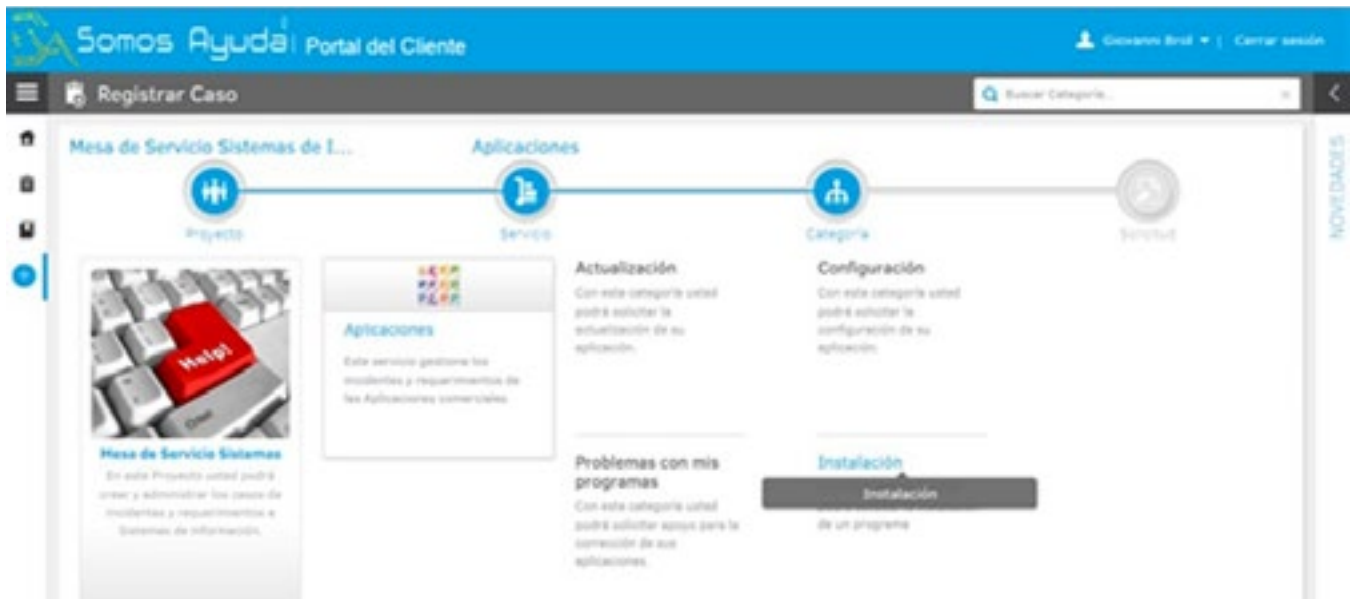 Somos Ayuda Portal del Cliente
Giovanni Briil | Cerrar sesión
Registrar Caso
Buscar Categoría...
Mesa de Servicio Sistemas de I...
Aplicaciones
Proyecto
Servicio
Categoría
Solicitud
NOVEDADES
Help!
Mesa de Servicio Sistemas
En este Proyecto usted podrá
crear y administrar los casos de
incidentes y requerimientos a
Sistemas de Información.
Aplicaciones
Este servicio gestiona los
incidentes y requerimientos de
las Aplicaciones comerciales
Actualización
Con esta categoría usted
podrá solicitar la
actualización de su
aplicación.
Configuración
Con esta categoría usted
podrá solicitar la
configuración de su
aplicación.
Problemas con mis
programas
Con esta categoría usted
podrá solicitar apoyo para la
corrección de sus
aplicaciones.
Instalación
Instalación
de un programa